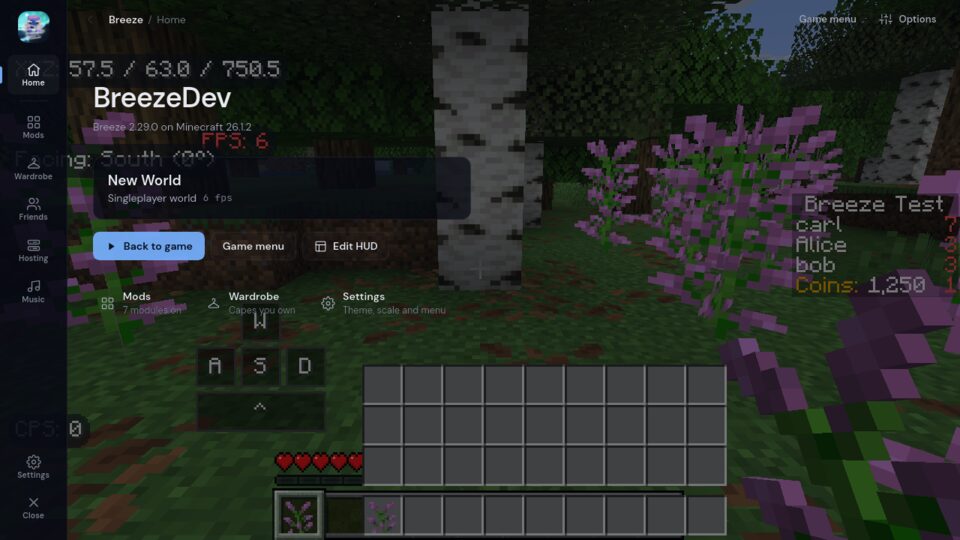 Breeze / Home
Game menu
Options
Home
XYZ: 57.5 / 63.0 / 750.5
BreezeDev
Breeze 2.29.0 on Minecraft 26.1.2
FPS: 6
Mods
Facing: South (0°)
Wardrobe
New World
Singleplayer world 6 fps
Friends
Breeze Test
carl 7
Alice
bob
Coins: 1,250
Hosting
Back to game
Game menu
Edit HUD
Music
Mods
7 modules on
Wardrobe
Capes you own
Settings
Theme, scale and menu
W
A S D
^
CPS: 0
Settings
Close